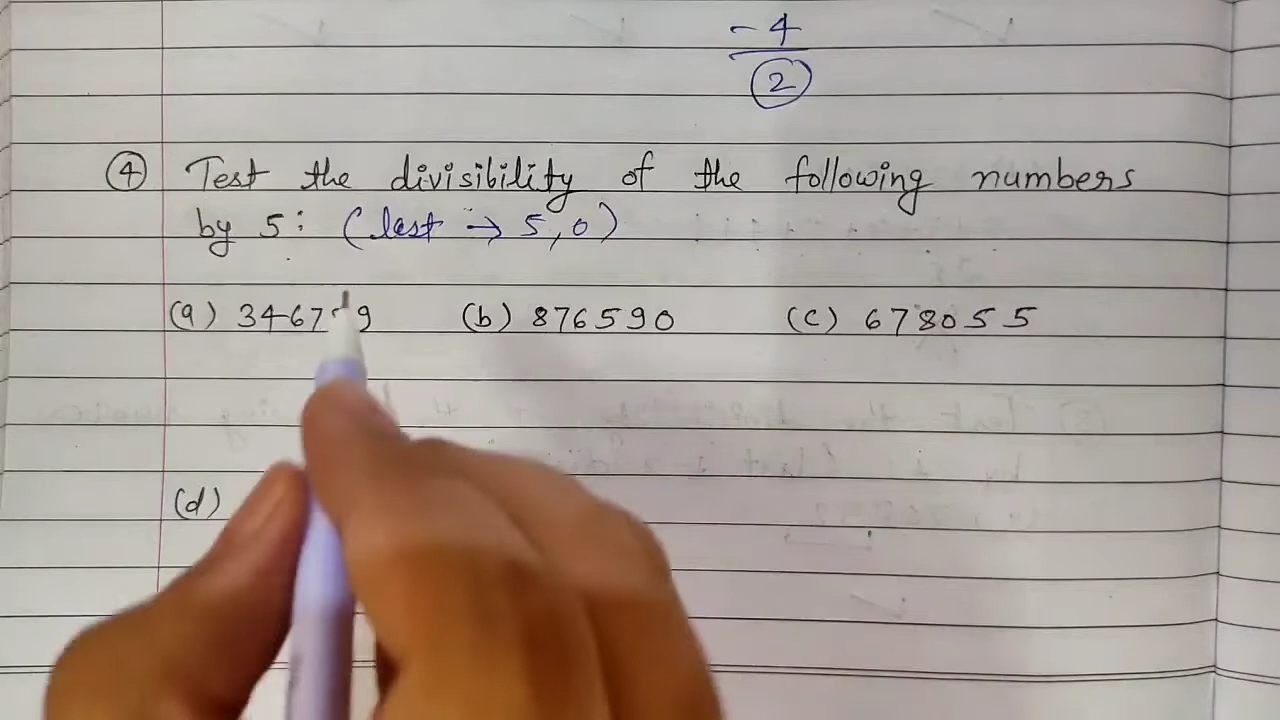 - 4
2
④ Test the divisibility of the following numbers
by 5: (last → 5,0)
(a) (b) 876590 (c) 678055
(d)